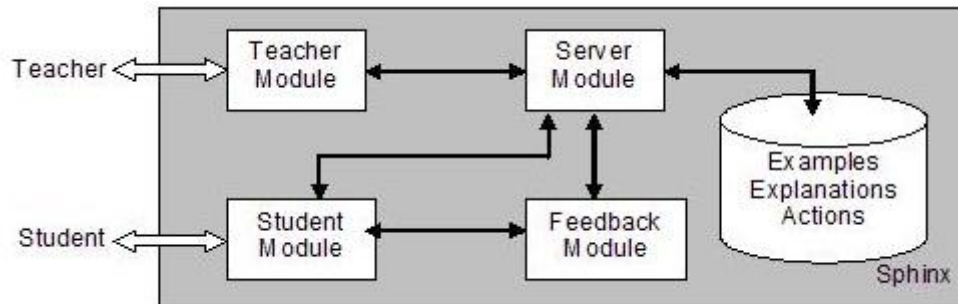 Teacher
Teacher
Module
Server
Module
Examples
Explanations
Actions
Student
Student
Module
Feedback
Module
Sphinx